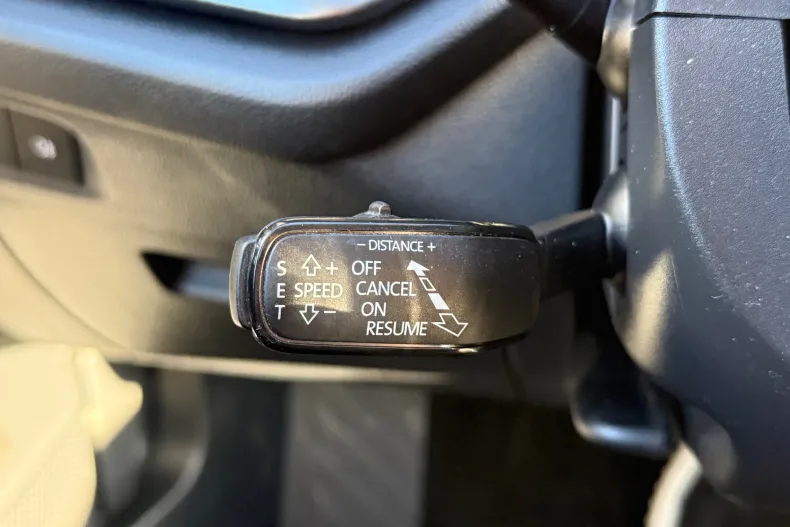 − DISTANCE +
S + OFF
E SPEED CANCEL
T − ON
RESUME